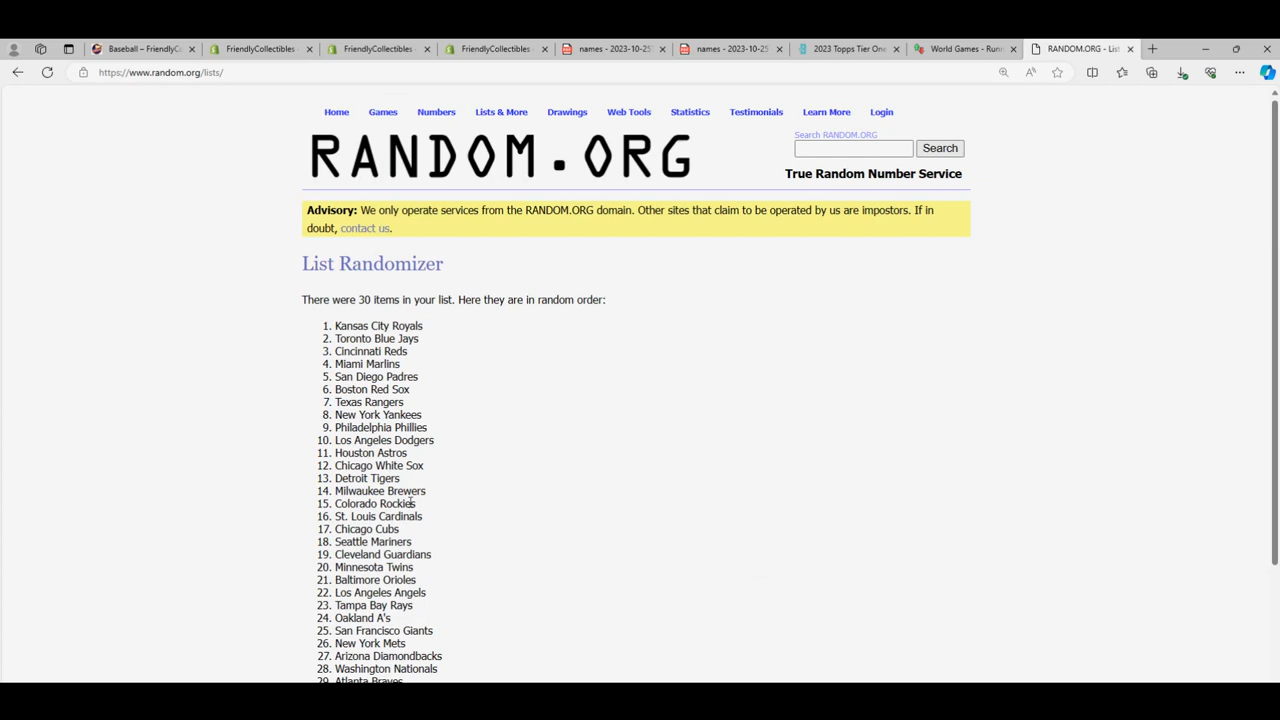 Baseball – FriendlyC
FriendlyCollectibles
FriendlyCollectibles
FriendlyCollectibles
names - 2023-10-25
names - 2023-10-25
2023 Topps Tier One
World Games - Run
RANDOM.ORG - List
https://www.random.org/lists/
Home Games Numbers Lists & More Drawings Web Tools Statistics Testimonials Learn More Login
RANDOM.ORG
Search RANDOM.ORG
Search
True Random Number Service
Advisory: We only operate services from the RANDOM.ORG domain. Other sites that claim to be operated by us are impostors. If in
doubt, contact us.
List Randomizer
There were 30 items in your list. Here they are in random order:
1. Kansas City Royals
2. Toronto Blue Jays
3. Cincinnati Reds
4. Miami Marlins
5. San Diego Padres
6. Boston Red Sox
7. Texas Rangers
8. New York Yankees
9. Philadelphia Phillies
10. Los Angeles Dodgers
11. Houston Astros
12. Chicago White Sox
13. Detroit Tigers
14. Milwaukee Brewers
15. Colorado Rockies
16. St. Louis Cardinals
17. Chicago Cubs
18. Seattle Mariners
19. Cleveland Guardians
20. Minnesota Twins
21. Baltimore Orioles
22. Los Angeles Angels
23. Tampa Bay Rays
24. Oakland A's
25. San Francisco Giants
26. New York Mets
27. Arizona Diamondbacks
28. Washington Nationals
29. Atlanta Braves